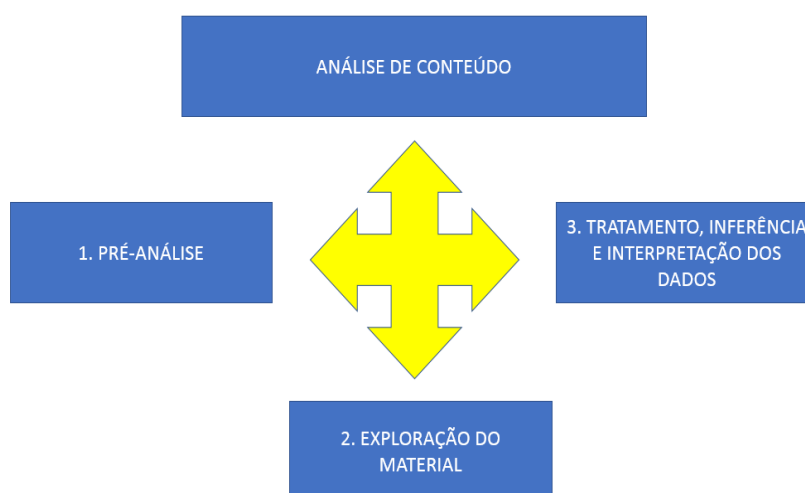 ANÁLISE DE CONTEÚDO
1. PRÉ-ANÁLISE
3. TRATAMENTO, INFERÊNCIA
E INTERPRETAÇÃO DOS
DADOS
2. EXPLORAÇÃO DO
MATERIAL